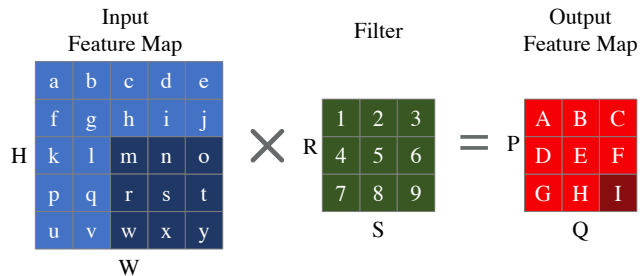 Input
Feature Map
Filter
Output
Feature Map
a b c d e
f g h i j
k l m n o
p q r s t
u v w x y
H
W
×
1 2 3
4 5 6
7 8 9
R
S
=
A B C
D E F
G H I
P
Q